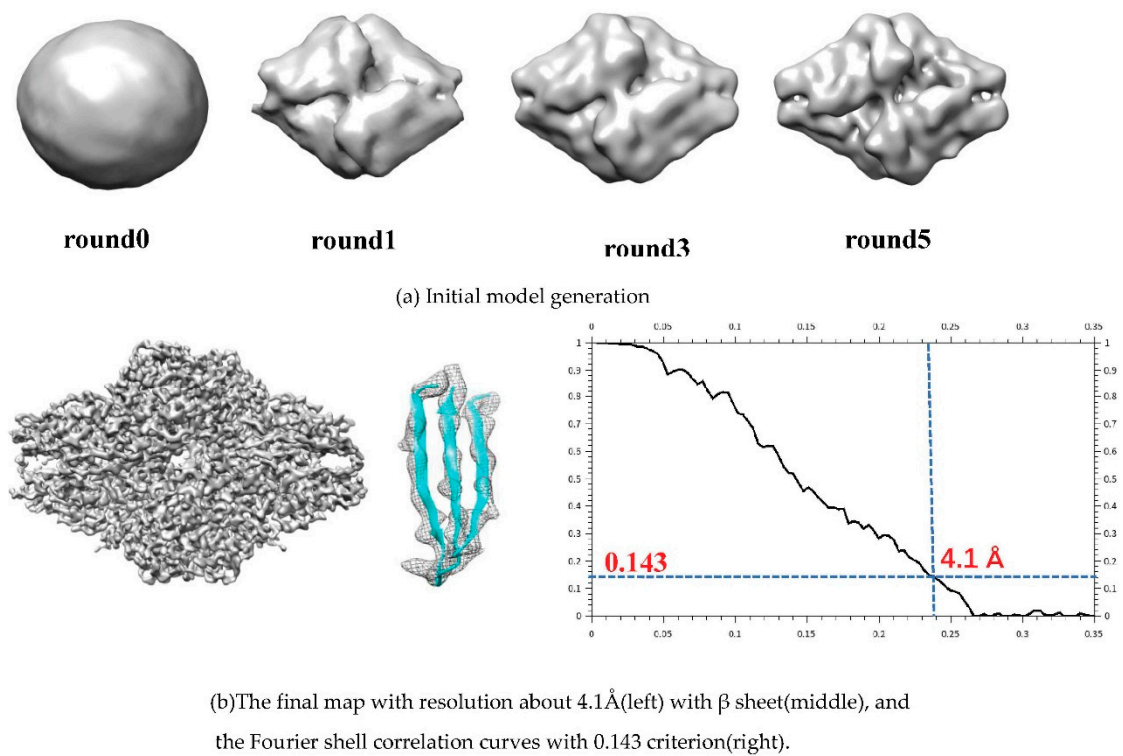 round0 round1 round3 round5
(a) Initial model generation
0 0.05 0.1 0.15 0.2 0.25 0.3 0.35
1 1
0.9 0.9
0.8 0.8
0.7 0.7
0.6 0.6
0.5 0.5
0.4 0.4
0.3 0.3
0.2 0.2
0.143 4.1 Å
0.1 0.1
0 0
0 0.05 0.1 0.15 0.2 0.25 0.3 0.35
(b)The final map with resolution about 4.1Å(left) with β sheet(middle), and
the Fourier shell correlation curves with 0.143 criterion(right).